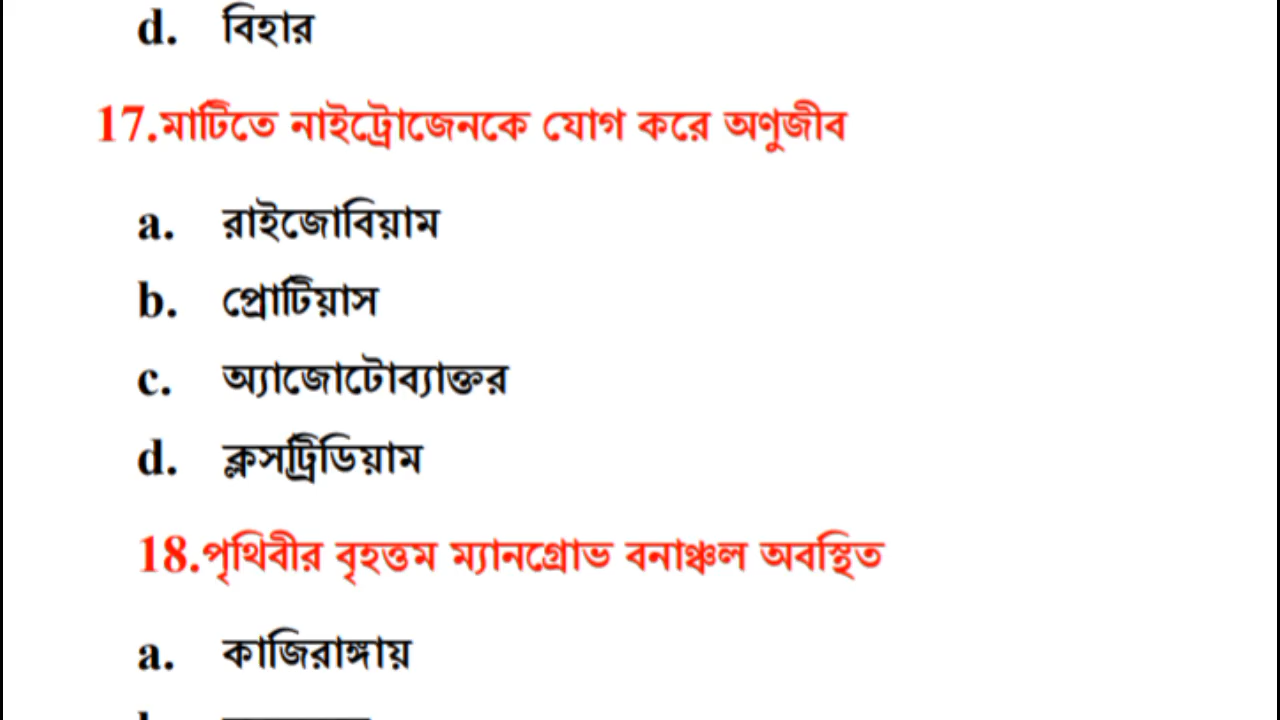 d. বিহার
17.মাটিতে নাইট্রোজেনকে যোগ করে অণুজীব
a. রাইজোবিয়াম
b. প্রোটিয়াস
c. অ্যাজোটোব্যাক্তর
d. ক্লসট্রিডিয়াম
18.পৃথিবীর বৃহত্তম ম্যানগ্রোভ বনাঞ্চল অবস্থিত
a. কাজিরাঙ্গায়